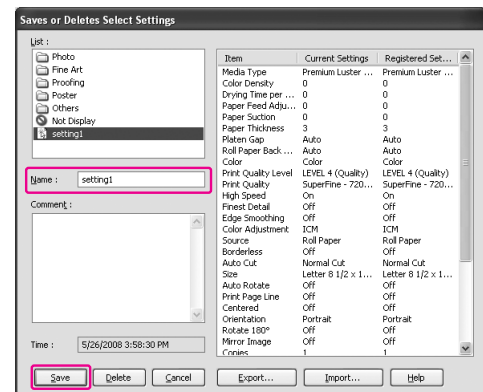 Saves or Deletes Select Settings
List :
Photo
Fine Art
Proofing
Poster
Others
Not Display
setting1
Name : setting1
Comment :
Time : 5/26/2008 3:58:30 PM
Item Current Settings Registered Set...
Media Type Premium Luster ... Premium Luster ...
Color Density 0 0
Drying Time per ... 0 0
Paper Feed Adju... 0 0
Paper Suction 0 0
Paper Thickness 3 3
Platen Gap Auto Auto
Roll Paper Back ... Auto Auto
Color Color Color
Print Quality Level LEVEL 4 (Quality) LEVEL 4 (Quality)
Print Quality SuperFine - 720... SuperFine - 720...
High Speed On On
Finest Detail Off Off
Edge Smoothing Off Off
Color Adjustment ICM ICM
Source Roll Paper Roll Paper
Borderless Off Off
Auto Cut Normal Cut Normal Cut
Size Letter 8 1/2 x 1... Letter 8 1/2 x 1...
Auto Rotate Off Off
Print Page Line Off Off
Centered Off Off
Orientation Portrait Portrait
Rotate 180° Off Off
Mirror Image Off Off
Copies 1 1
Save Delete Cancel Export... Import... Help